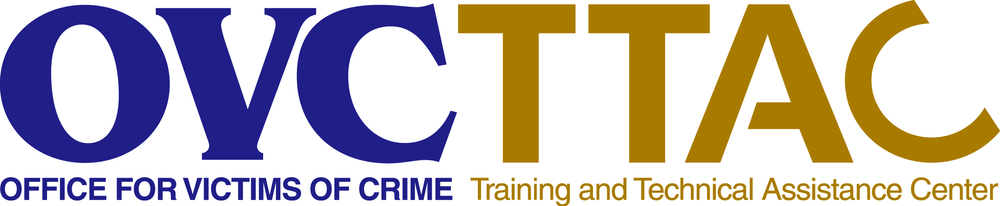 OVCTTAC
OFFICE FOR VICTIMS OF CRIME Training and Technical Assistance Center